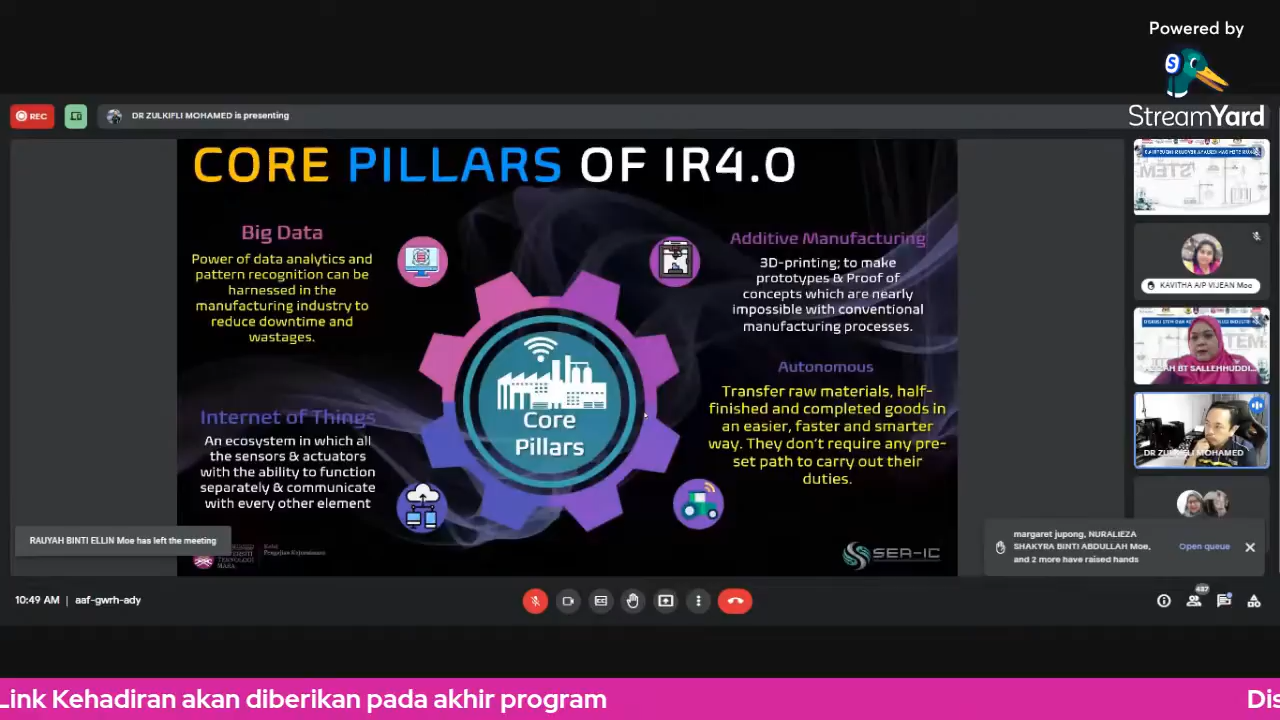 Powered by
StreamYard
REC
DR ZULKIFLI MOHAMED is presenting
CORE PILLARS OF IR4.0
Big Data
Power of data analytics and
pattern recognition can be
harnessed in the
manufacturing industry to
reduce downtime and
wastages.
Additive Manufacturing
3D-printing; to make
prototypes & Proof of
concepts which are nearly
impossible with conventional
manufacturing processes.
Internet of Things
An ecosystem in which all
the sensors & actuators
with the ability to function
separately & communicate
with every other element
Autonomous
Transfer raw materials, half-
finished and completed goods in
an easier, faster and smarter
way. They don't require any pre-
set path to carry out their
duties.
Core
Pillars
UNIVERSITI
TEKNOLOGI
MARA
SEA-IC
STEM
KAVITHA A/P VIJEAN Moe
BT SALLEHHUDDI...
DR ZULKIFLI MOHAMED
RAUYAH BINTI ELLIN Moe has left the meeting
margaret jupong, NURALIEZA
SHAKYRA BINTI ABDULLAH Moe,
and 2 more have raised hands
Open queue
10:49 AM | aaf-gwrh-ady
437
Link Kehadiran akan diberikan pada akhir program
Dis